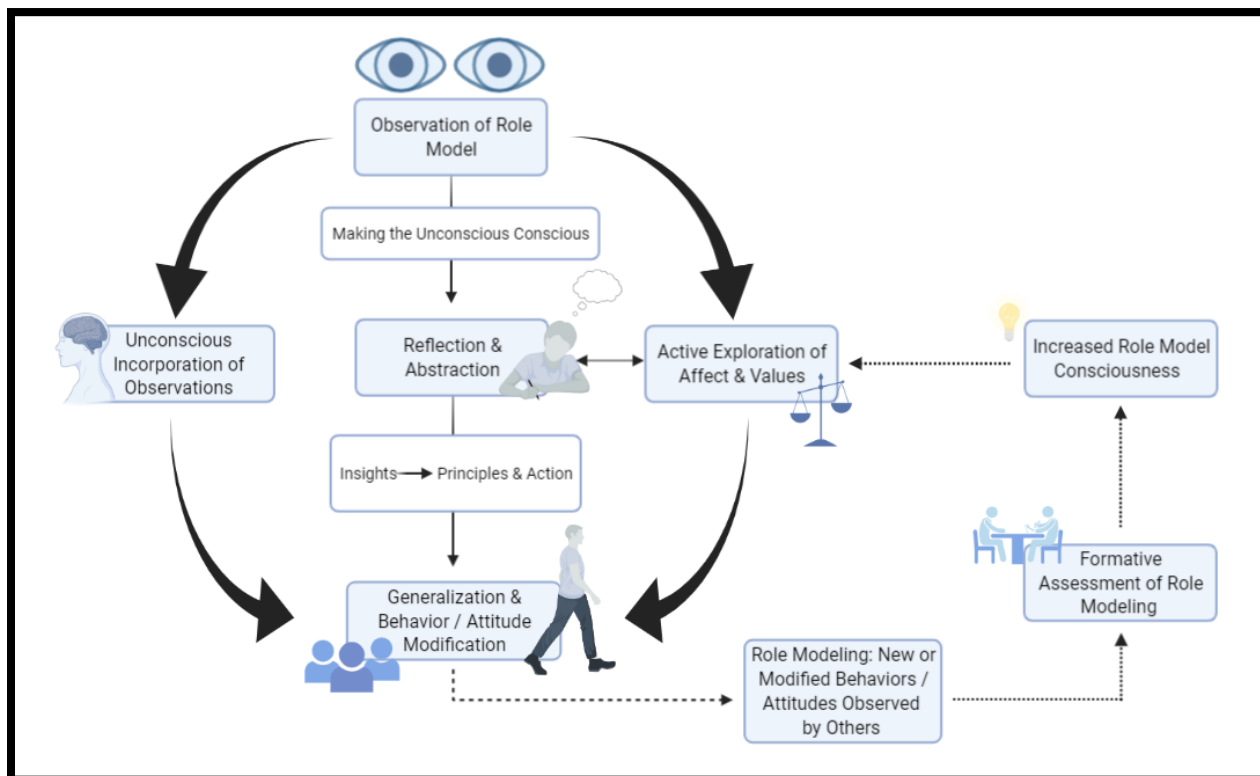 Observation of Role
Model
Making the Unconscious Conscious
Unconscious
Incorporation of
Observations
Reflection &
Abstraction
Active Exploration of
Affect & Values
Increased Role Model
Consciousness
Insights
Principles & Action
Generalization &
Behavior / Attitude
Modification
Formative
Assessment of Role
Modeling
Role Modeling: New or
Modified Behaviors /
Attitudes Observed
by Others